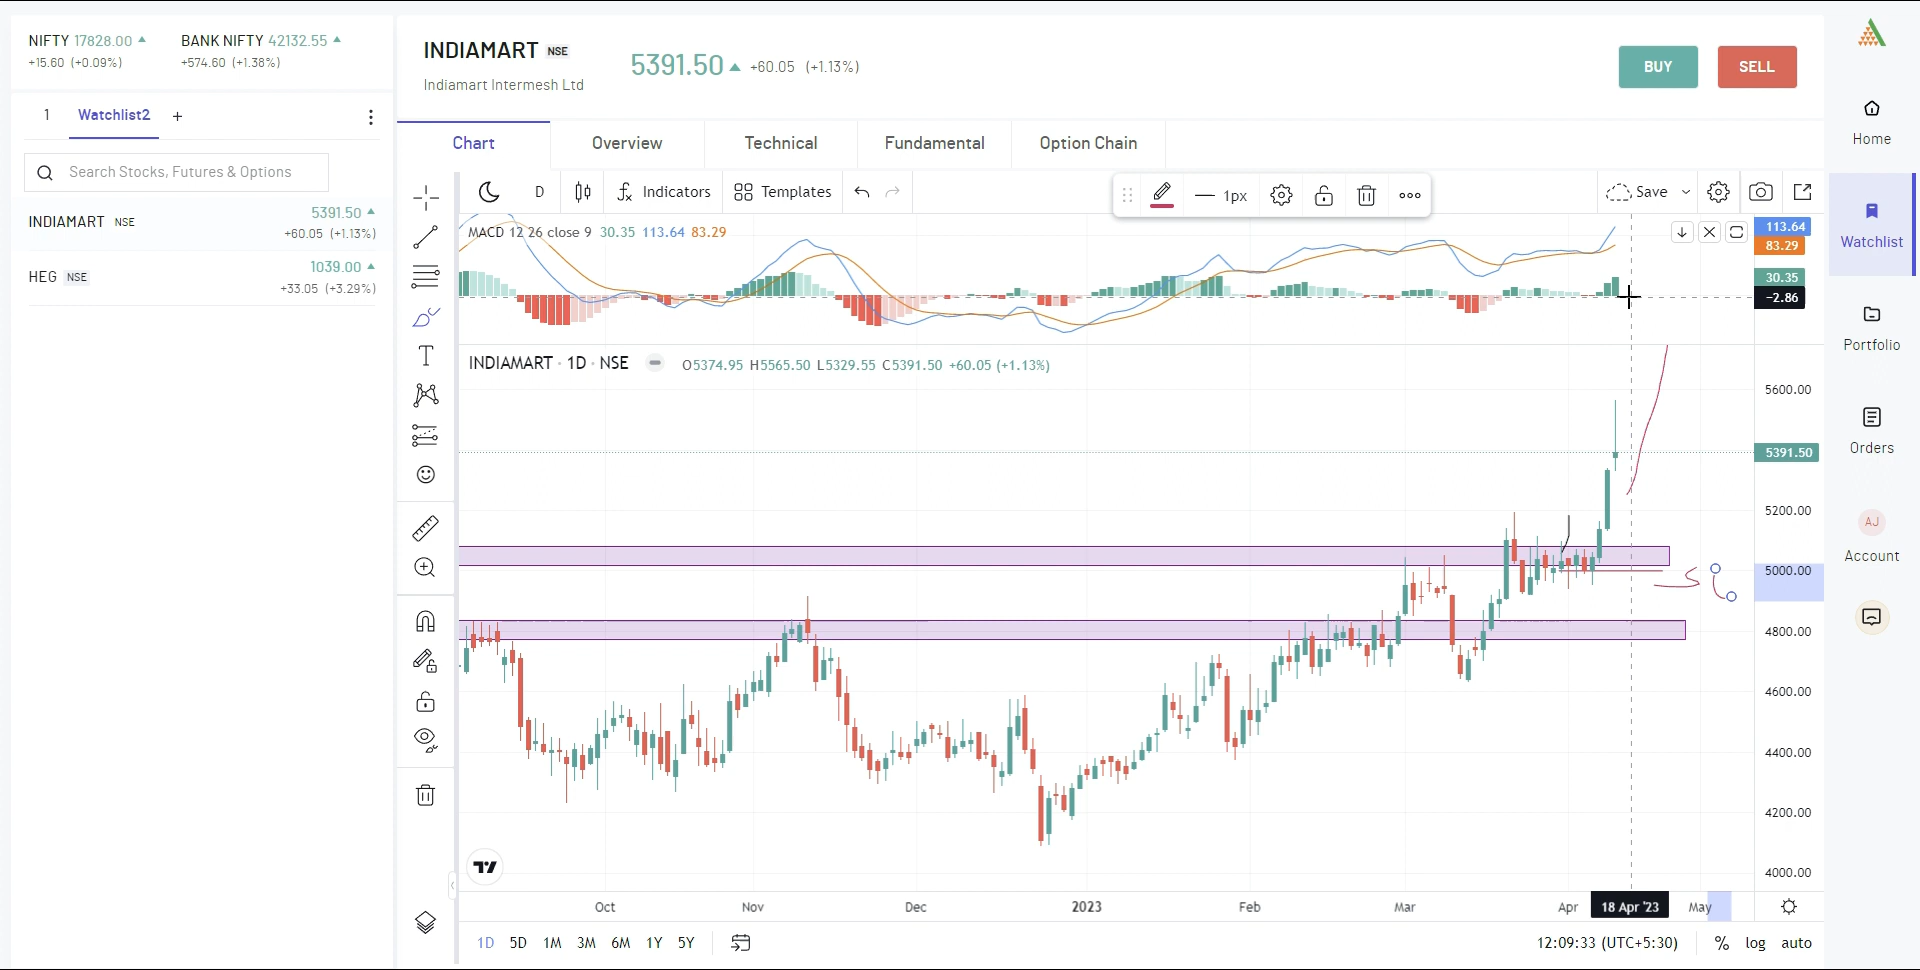 NIFTY 17828.00 BANK NIFTY 42132.55
+15.60 (+0.09%) +574.60 (+1.38%)
1 Watchlist2 +
Search Stocks, Futures & Options
INDIAMART NSE 5391.50
+60.05 (+1.13%)
HEG NSE 1039.00
+33.05 (+3.29%)
INDIAMART NSE
Indiamart Intermesh Ltd
5391.50 +60.05 (+1.13%)
BUY SELL
Chart Overview Technical Fundamental Option Chain
D Indicators Templates 1px Save
MACD 12 26 close 9 30.35 113.64 83.29
113.64
83.29
30.35
−2.86
INDIAMART · 1D · NSE O5374.95 H5565.50 L5329.55 C5391.50 +60.05 (+1.13%)
5600.00
5391.50
5200.00
5000.00
4800.00
4600.00
4400.00
4200.00
4000.00
Oct Nov Dec 2023 Feb Mar Apr 18 Apr '23 May
1D 5D 1M 3M 6M 1Y 5Y 12:09:33 (UTC+5:30) % log auto
Home
Watchlist
Portfolio
Orders
AJ
Account